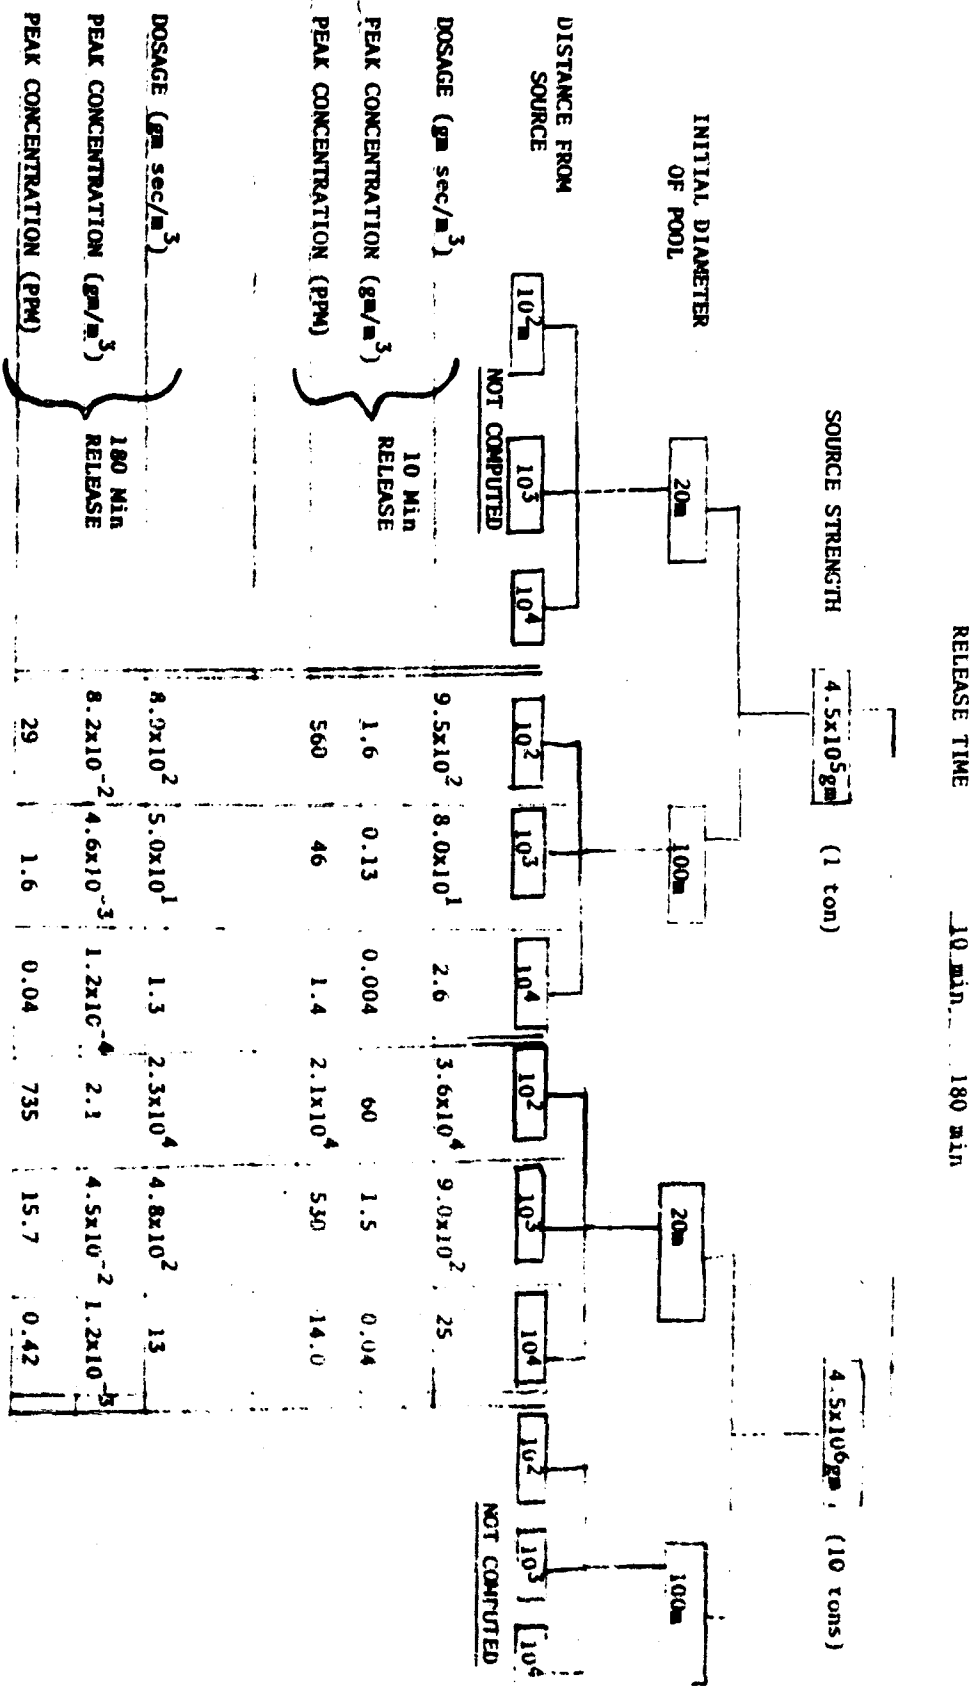 RELEASE TIME 10 min 180 min
SOURCE STRENGTH 4.5x10⁵gm (1 ton) 4.5x10⁶gm (10 tons)
INITIAL DIAMETER
OF POOL
20m 100m 20m 100m
DISTANCE FROM
SOURCE
10²m 10³ 10⁴ 10² 10³ 10⁴ 10² 10³ 10⁴ 10² 10³ 10⁴
NOT COMPUTED NOT COMPUTED
DOSAGE (gm sec/m³) 9.5x10² 8.0x10¹ 2.6 3.6x10⁴ 9.0x10² 25
PEAK CONCENTRATION (gm/m³) 1.6 0.13 0.004 60 1.5 0.04
PEAK CONCENTRATION (PPM) 560 46 1.4 2.1x10⁴ 530 14.0
10 Min
RELEASE
DOSAGE (gm sec/m³) 8.9x10² 5.0x10¹ 1.3 2.3x10⁴ 4.8x10² 13
PEAK CONCENTRATION (gm/m³) 8.2x10⁻² 4.6x10⁻³ 1.2x10⁻⁴ 2.1 4.5x10⁻² 1.2x10⁻³
PEAK CONCENTRATION (PPM) 29 1.6 0.04 735 15.7 0.42
180 Min
RELEASE